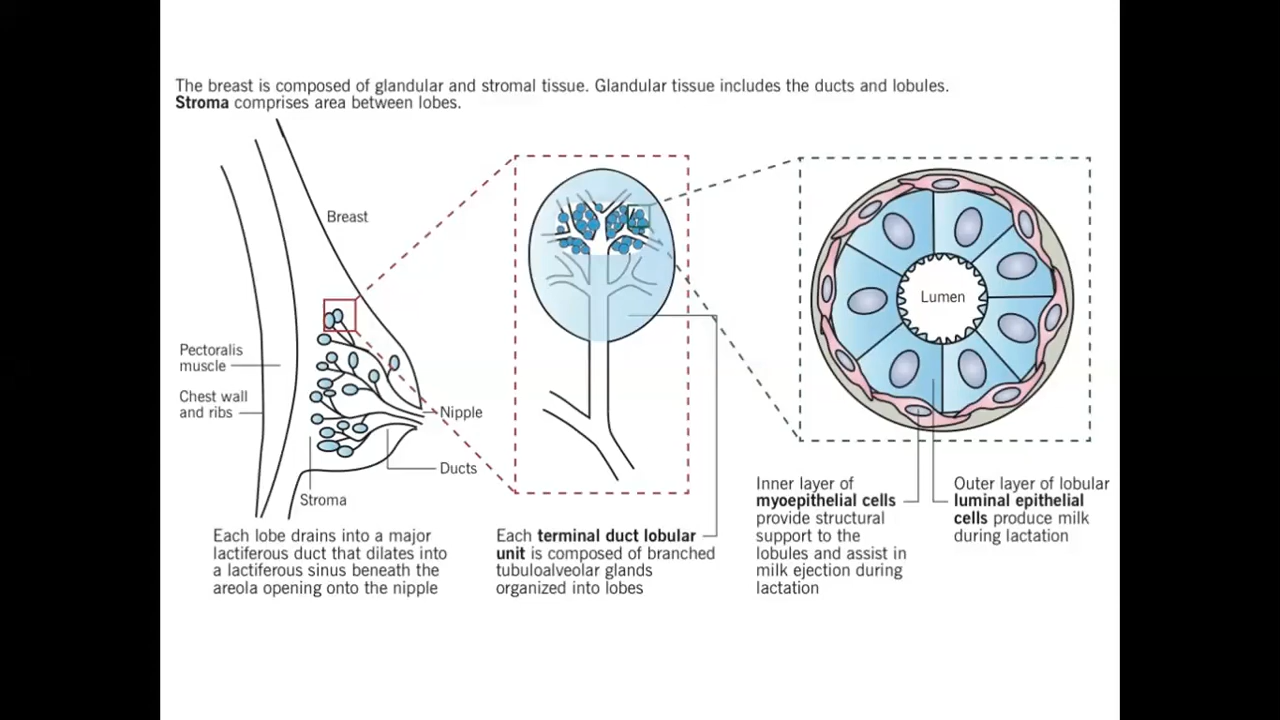 The breast is composed of glandular and stromal tissue. Glandular tissue includes the ducts and lobules.
Stroma comprises area between lobes.
Breast
Pectoralis
muscle
Chest wall
and ribs
Nipple
Ducts
Stroma
Lumen
Each lobe drains into a major
lactiferous duct that dilates into
a lactiferous sinus beneath the
areola opening onto the nipple
Each terminal duct lobular
unit is composed of branched
tubuloalveolar glands
organized into lobes
Inner layer of
myoepithelial cells
provide structural
support to the
lobules and assist in
milk ejection during
lactation
Outer layer of lobular
luminal epithelial
cells produce milk
during lactation